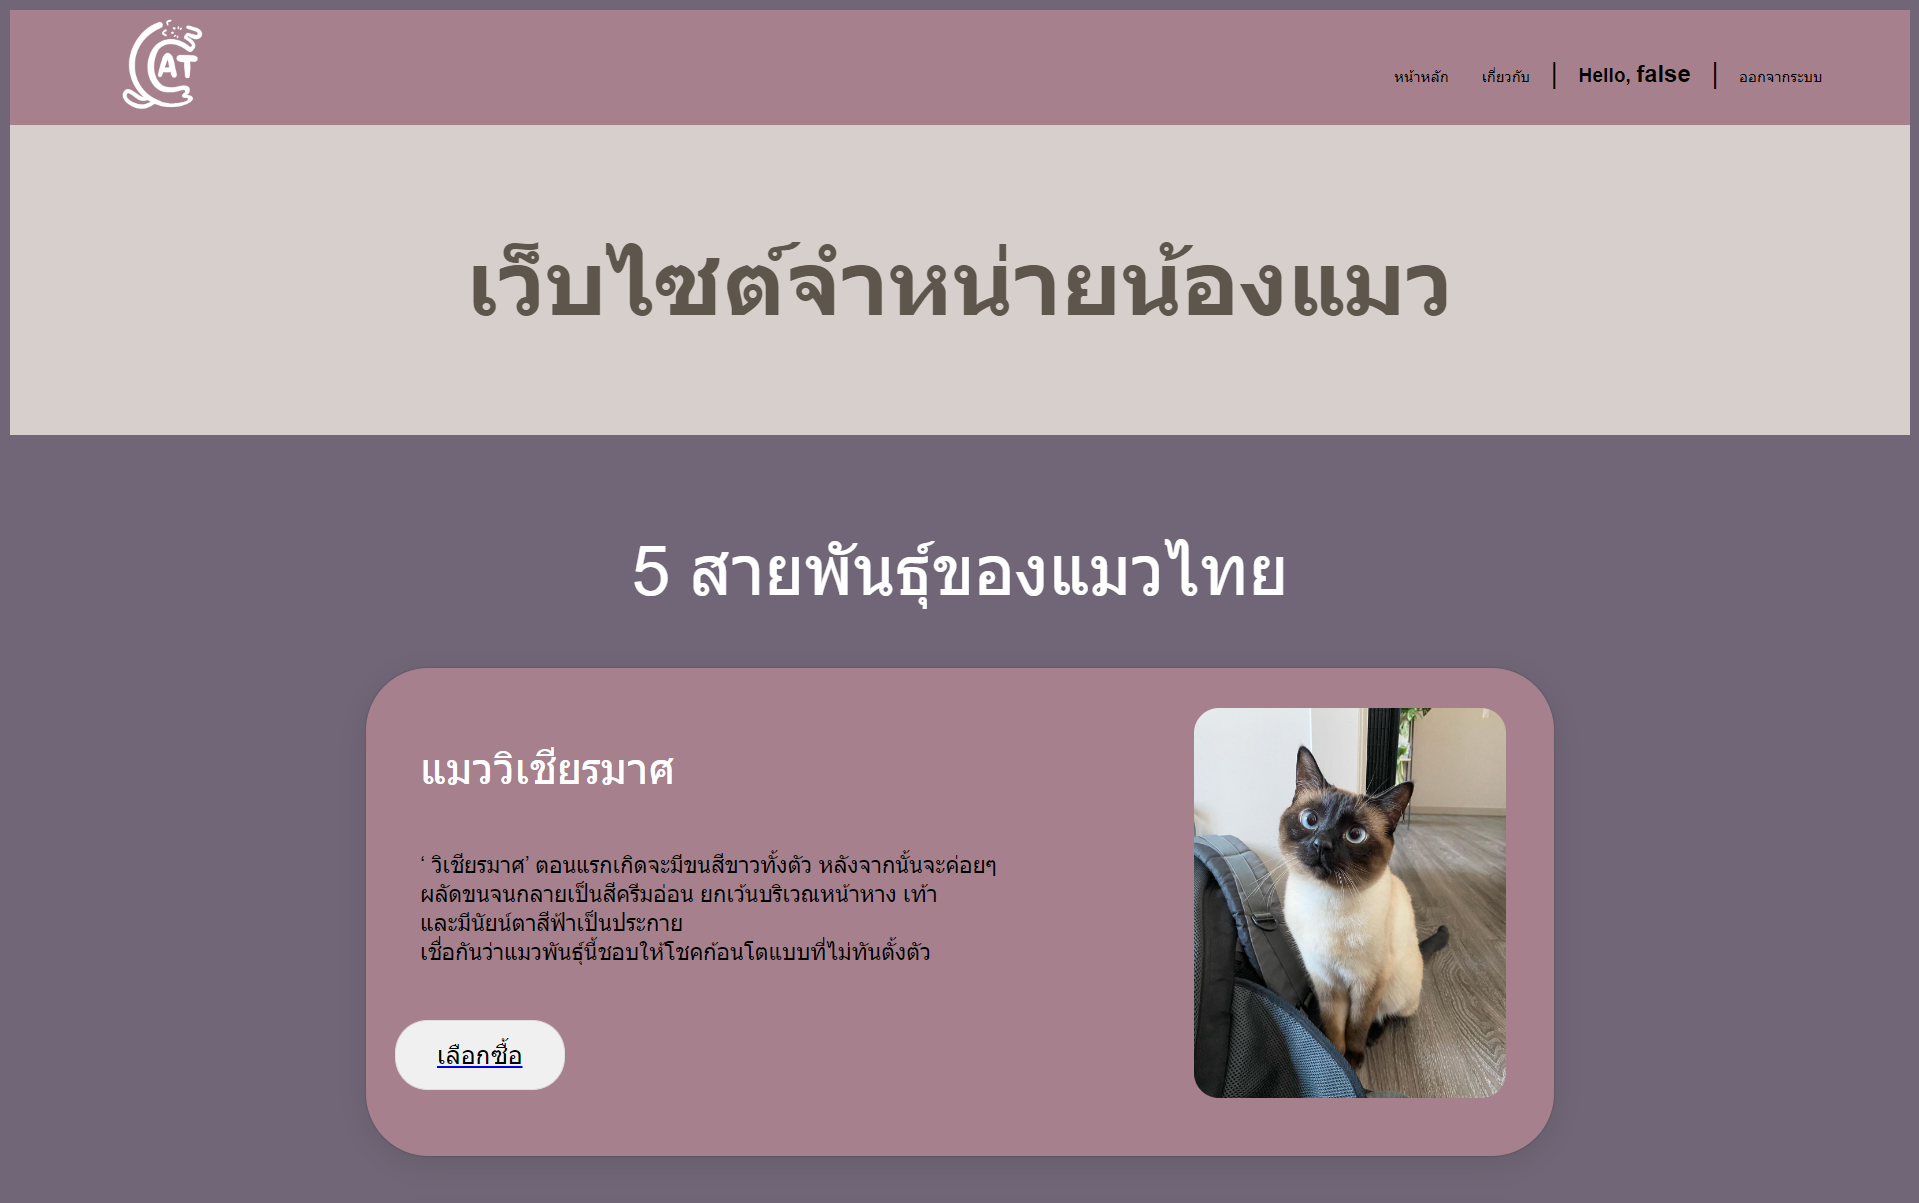 CAT
หน้าหลัก เกี่ยวกับ | Hello, false | ออกจากระบบ
เว็บไซต์จำหน่ายน้องแมว
5 สายพันธุ์ของแมวไทย
แมววิเชียรมาศ
‘ วิเชียรมาศ’ ตอนแรกเกิดจะมีขนสีขาวทั้งตัว หลังจากนั้นจะค่อยๆ
ผลัดขนจนกลายเป็นสีครีมอ่อน ยกเว้นบริเวณหน้าหาง เท้า
และมีนัยน์ตาสีฟ้าเป็นประกาย
เชื่อกันว่าแมวพันธุ์นี้ชอบให้โชคก้อนโตแบบที่ไม่ทันตั้งตัว
เลือกซื้อ